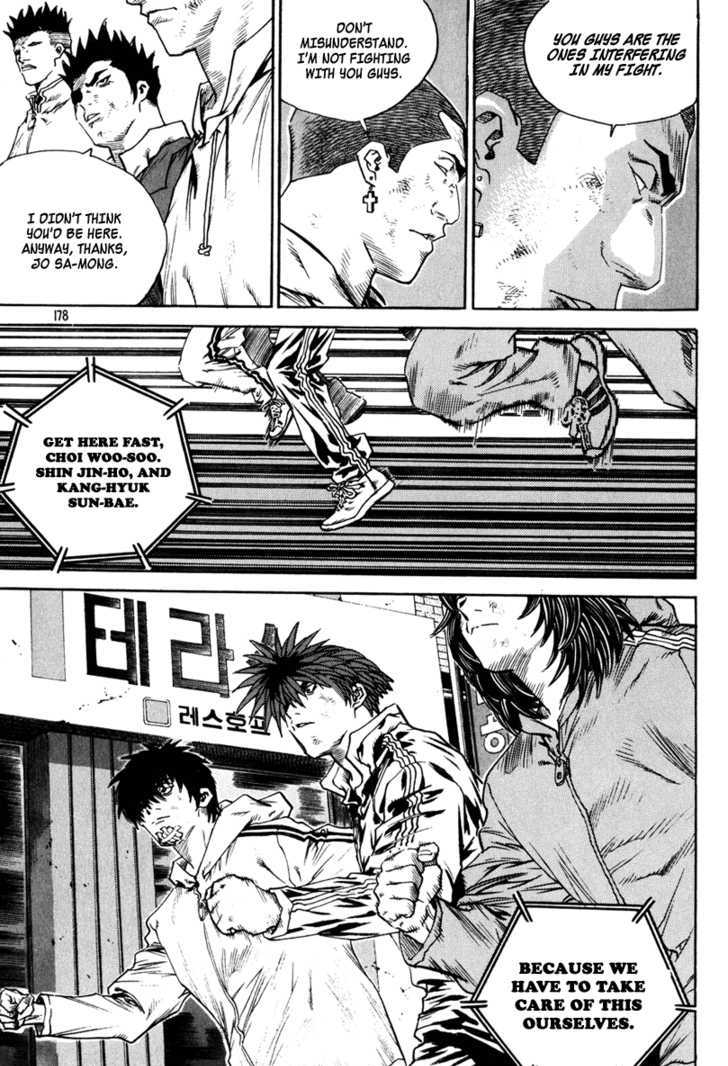 I DIDN'T THINK
YOU'D BE HERE.
ANYWAY, THANKS,
JO SA-MONG.
DON'T
MISUNDERSTAND.
I'M NOT FIGHTING
WITH YOU GUYS.
YOU GUYS ARE THE
ONES INTERFERING
IN MY FIGHT.
178
GET HERE FAST,
CHOI WOO-SOO.
SHIN JIN-HO, AND
KANG-HYUK
SUN-BAE.
테라
레스호프
BECAUSE WE
HAVE TO TAKE
CARE OF THIS
OURSELVES.